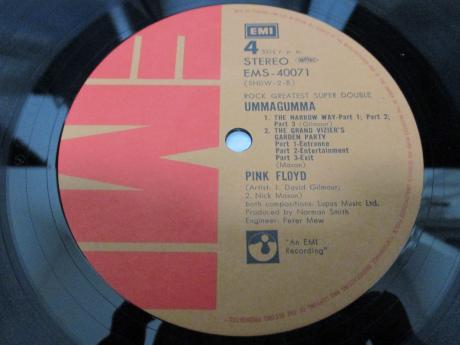 EMI
EMI
4 SIDE r. p. m.
STEREO
EMS-40071
(SHDW-2-B)
ROCK GREATEST SUPER DOUBLE
UMMAGUMMA
1. THE NARROW WAY-Part 1; Part 2;
Part 3 (Gilmour)
2. THE GRAND VIZIER'S
GARDEN PARTY
Part 1-Entrance
Part 2-Entertainment
Part 3-Exit
(Mason)
PINK FLOYD
(Artist: 1. David Gilmour;
2. Nick Mason)
both compositions: Lupus Music Ltd.
Produced by Norman Smith
Engineer: Peter Mew
"An EMI
Recording"